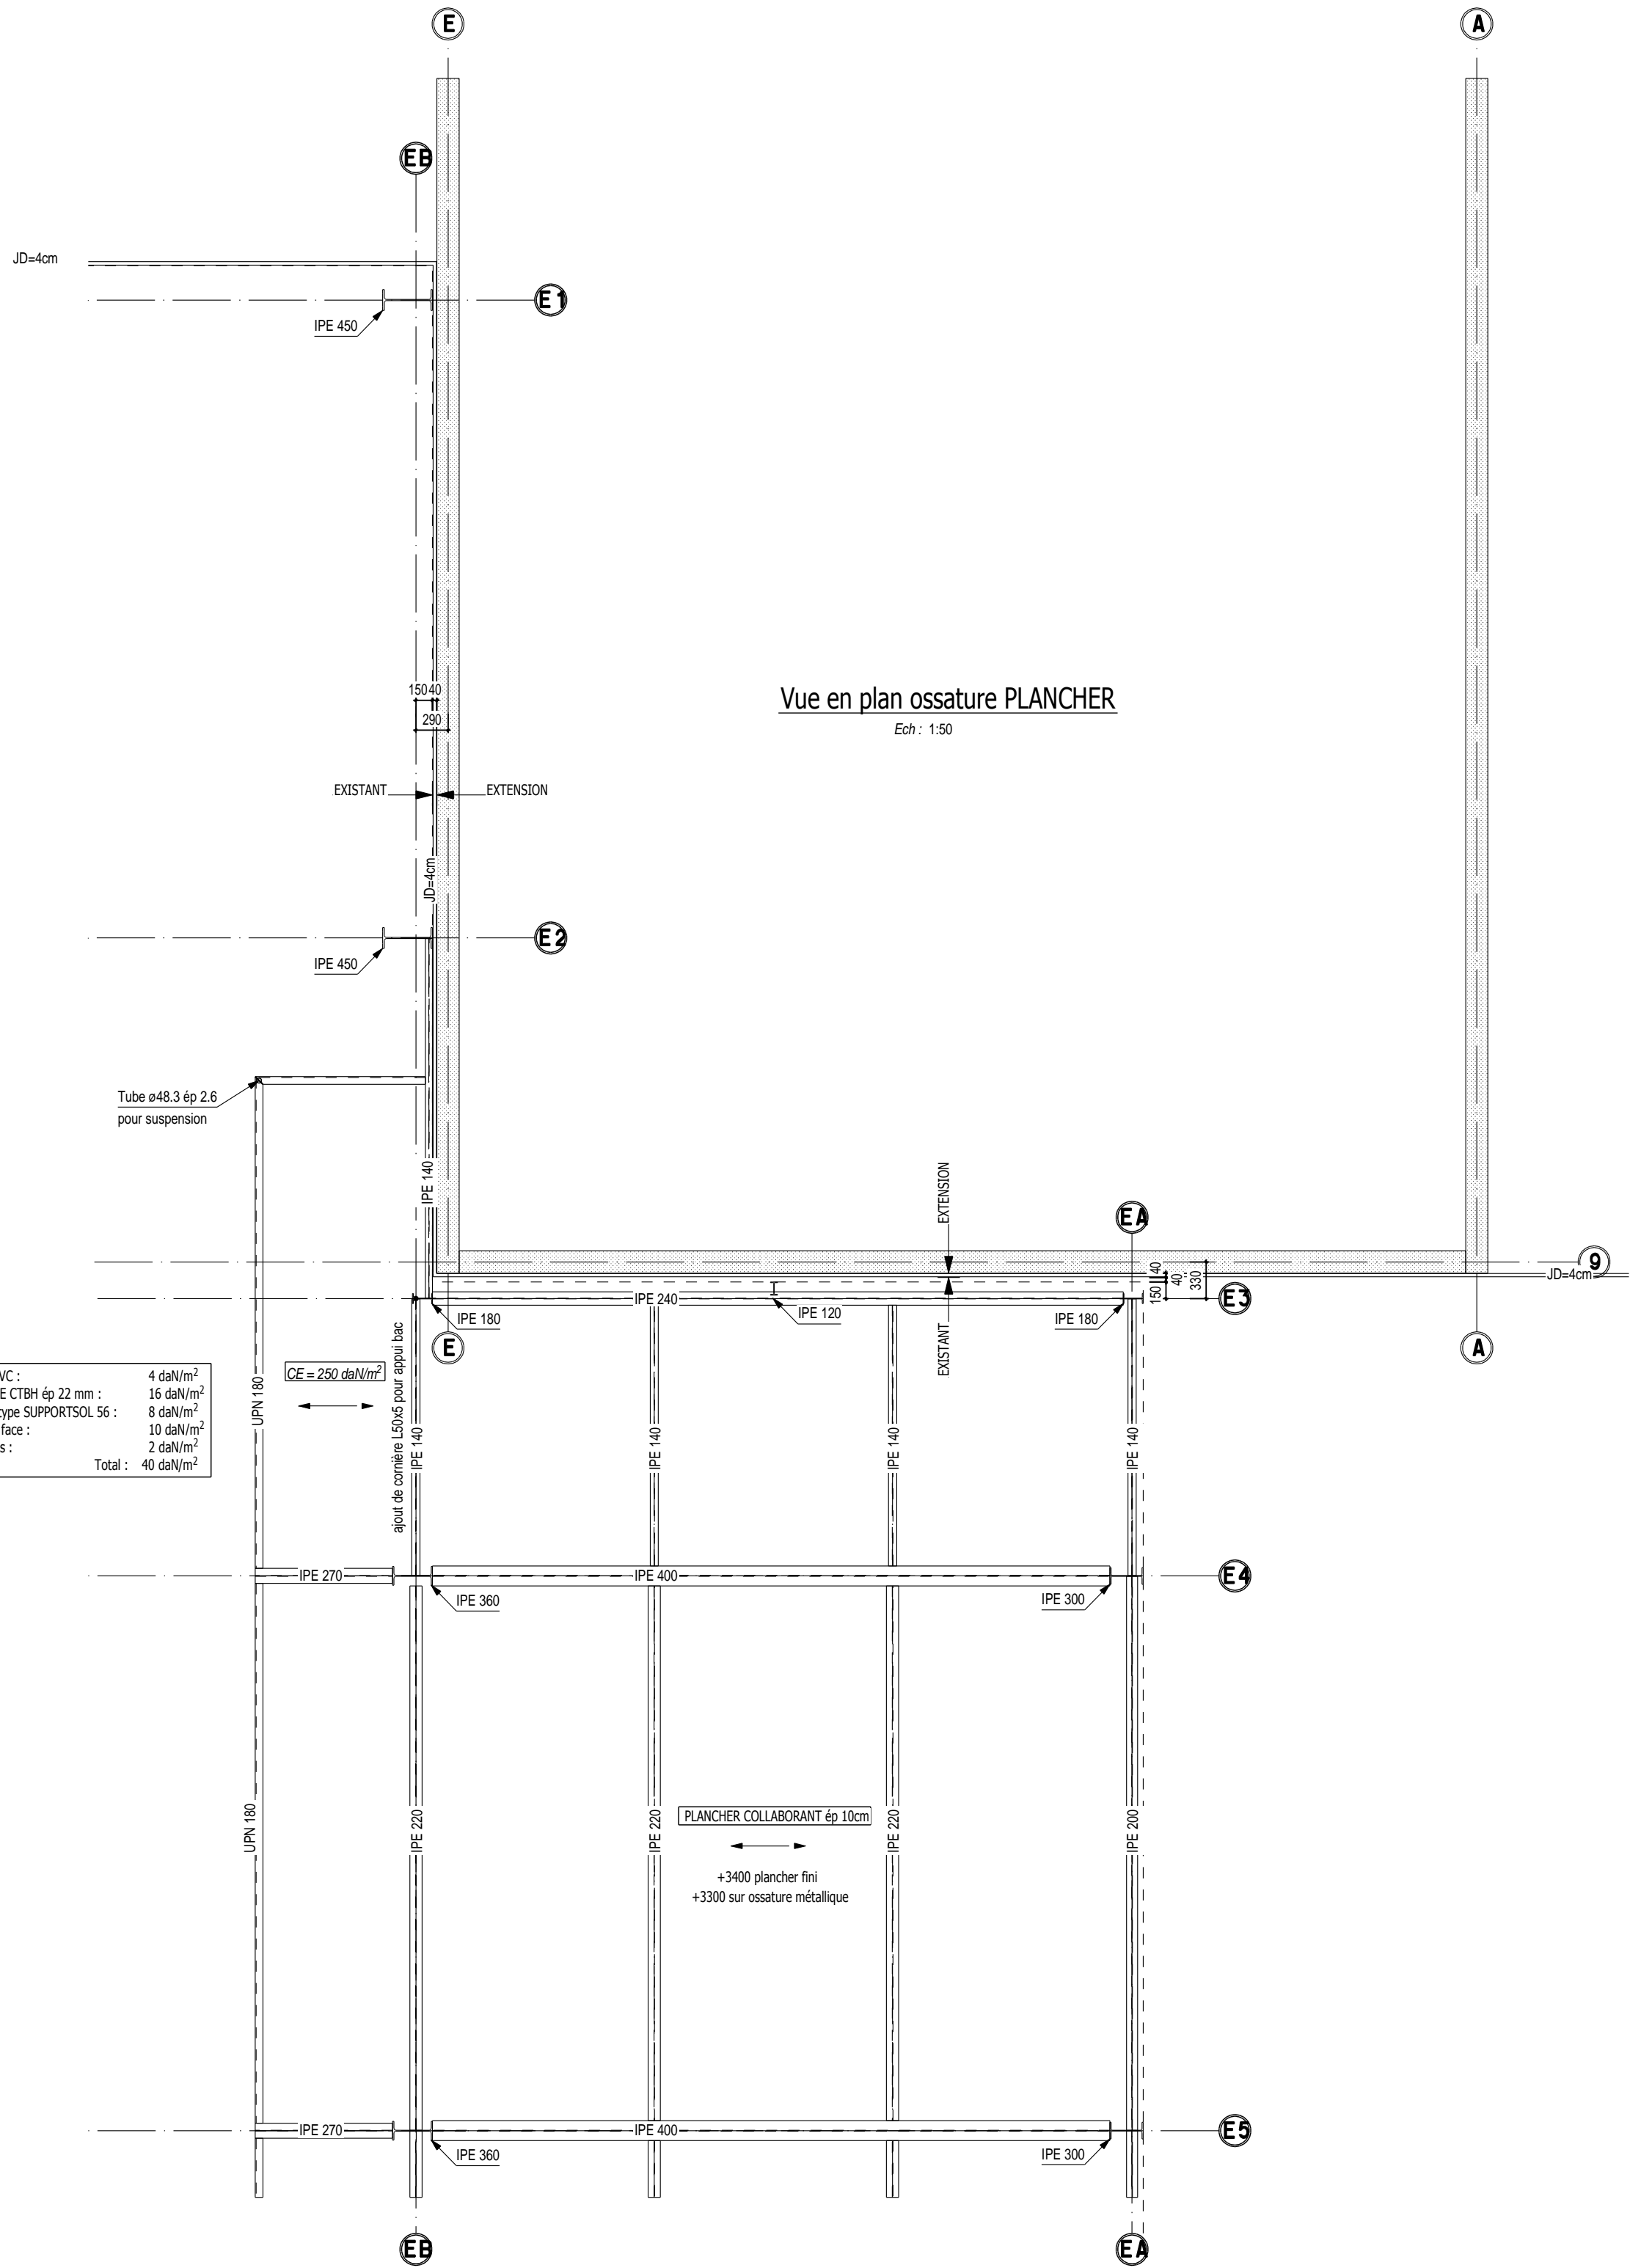 E
A
EB
JD=4cm
E1
IPE 450
15040
290
Vue en plan ossature PLANCHER
Ech : 1:50
EXISTANT
EXTENSION
JD=4cm
E2
IPE 450
Tube ø48.3 ép 2.6
pour suspension
IPE 140
EXTENSION
EA
9
JD=4cm
40
40
150
330
E3
IPE 240
IPE 180
IPE 120
IPE 180
EXISTANT
E
A
VC : 4 daN/m²
E CTBH ép 22 mm : 16 daN/m²
type SUPPORTSOL 56 : 8 daN/m²
face : 10 daN/m²
s : 2 daN/m²
Total : 40 daN/m²
UPN 180
CE = 250 daN/m²
ajout de cornière L50x5 pour appui bac
IPE 140
IPE 140
IPE 140
IPE 140
IPE 270
IPE 400
E4
IPE 360
IPE 300
UPN 180
IPE 220
IPE 220
PLANCHER COLLABORANT ép 10cm
IPE 220
IPE 200
+3400 plancher fini
+3300 sur ossature métallique
IPE 270
IPE 400
E5
IPE 360
IPE 300
EB
EA